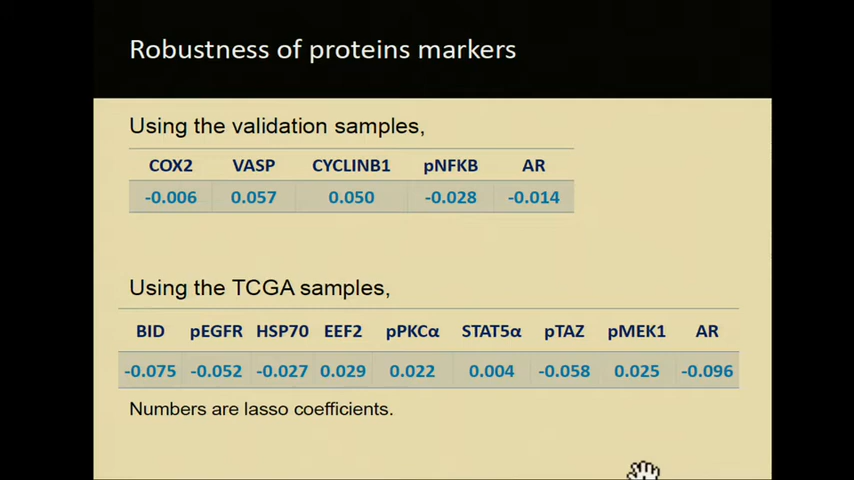 Robustness of proteins markers
Using the validation samples,
COX2 VASP CYCLINB1 pNFKB AR
-0.006 0.057 0.050 -0.028 -0.014
Using the TCGA samples,
BID pEGFR HSP70 EEF2 pPKCα STAT5α pTAZ pMEK1 AR
-0.075 -0.052 -0.027 0.029 0.022 0.004 -0.058 0.025 -0.096
Numbers are lasso coefficients.